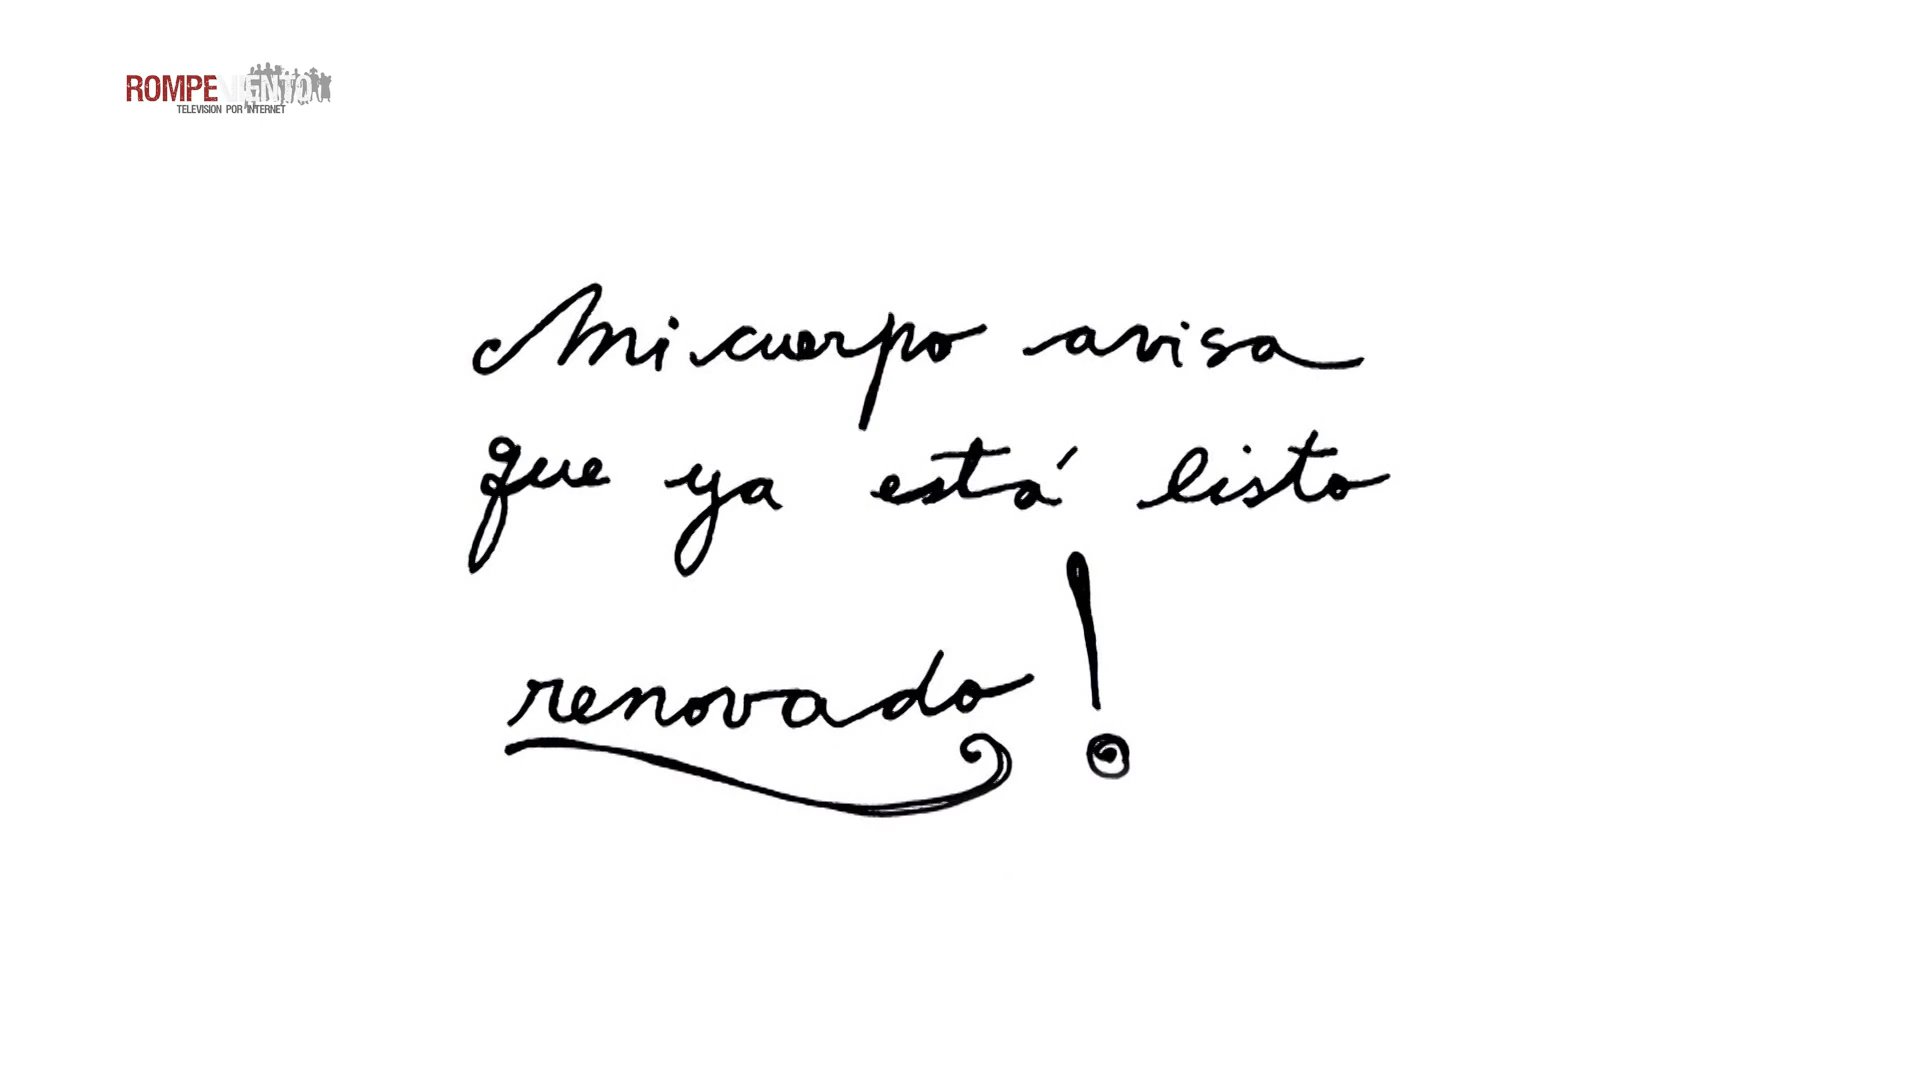 ROMPEVIENTO
TELEVISION POR INTERNET
Mi cuerpo avisa
que ya está listo
renovado!